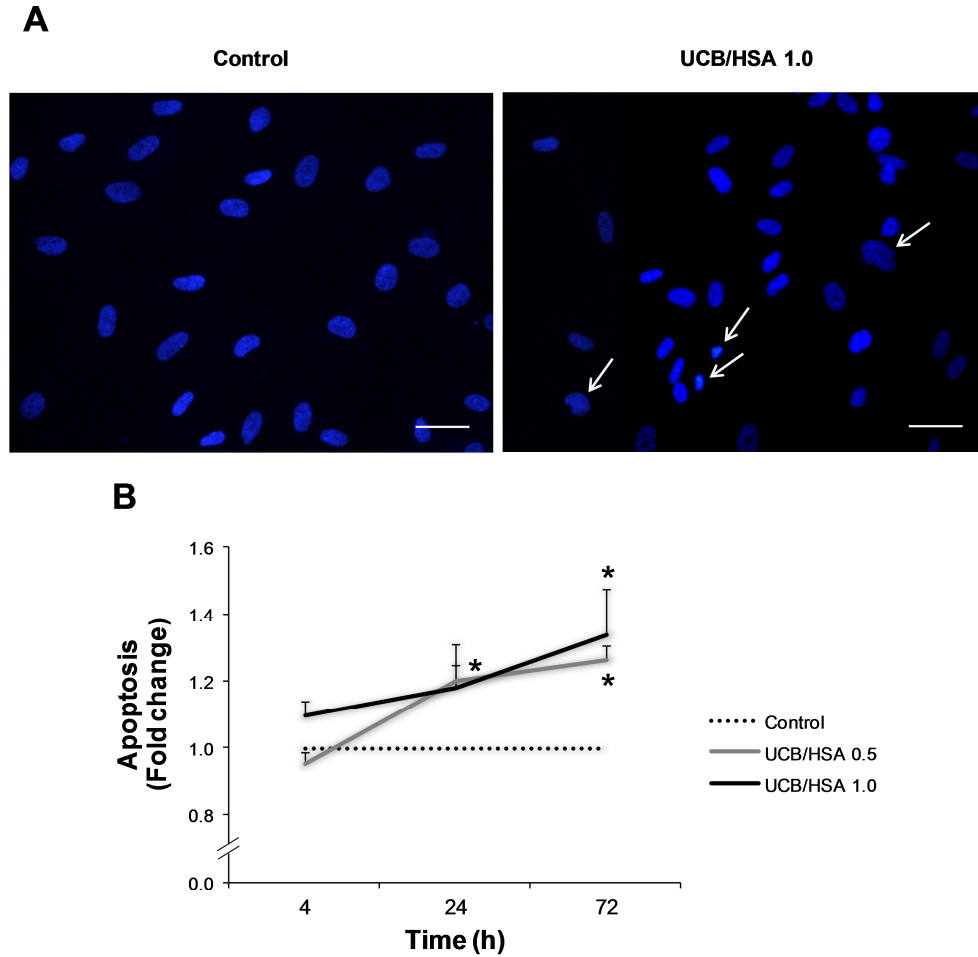 A
Control
UCB/HSA 1.0
B
1.6
1.4
1.2
1.0
0.8
0.0
Apoptosis
(Fold change)
*
*
*
4
24
72
Time (h)
Control
UCB/HSA 0.5
UCB/HSA 1.0